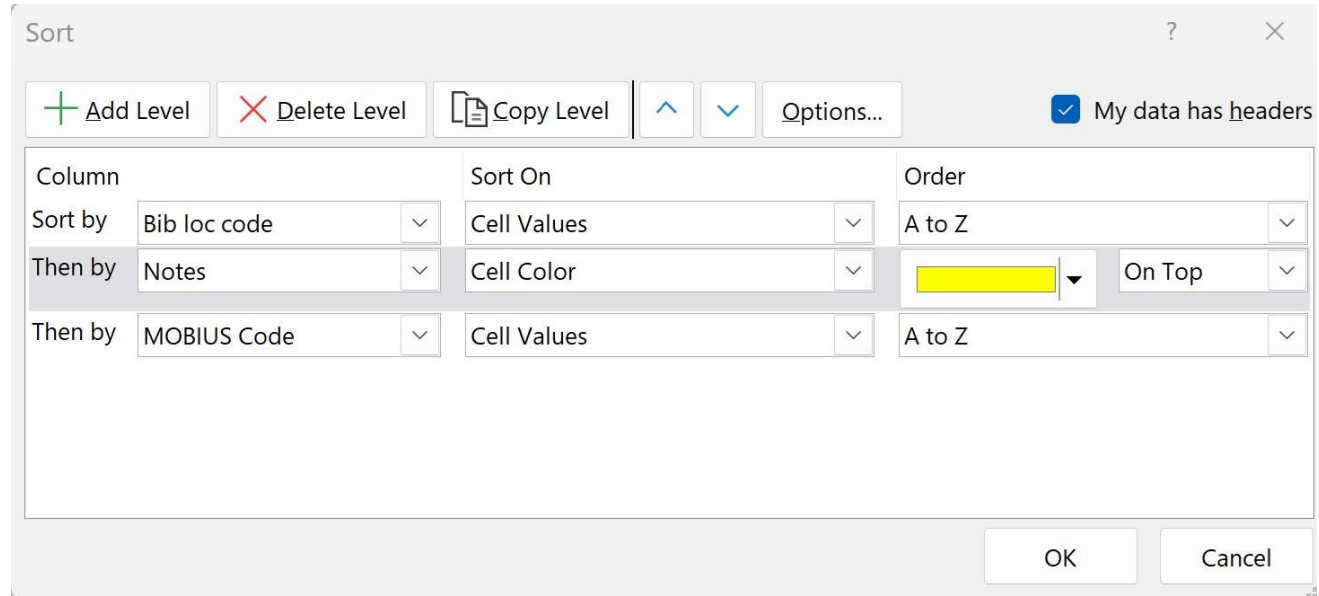 Sort ?
Add Level Delete Level Copy Level Options... My data has headers
Column Sort On Order
Sort by Bib loc code Cell Values A to Z
Then by Notes Cell Color On Top
Then by MOBIUS Code Cell Values A to Z
OK Cancel